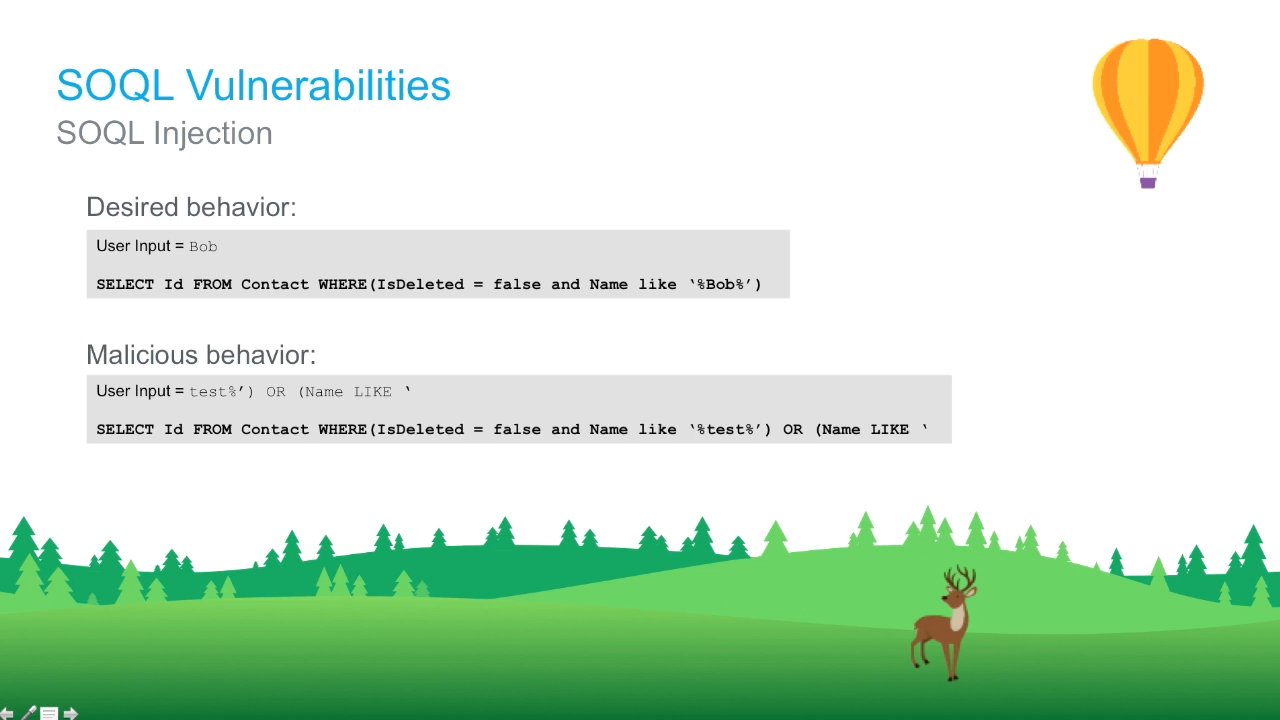 SOQL Vulnerabilities
SOQL Injection
Desired behavior:
User Input = Bob
SELECT Id FROM Contact WHERE(IsDeleted = false and Name like ‘%Bob%’)
Malicious behavior:
User Input = test%’) OR (Name LIKE ‘
SELECT Id FROM Contact WHERE(IsDeleted = false and Name like ‘%test%’) OR (Name LIKE ‘